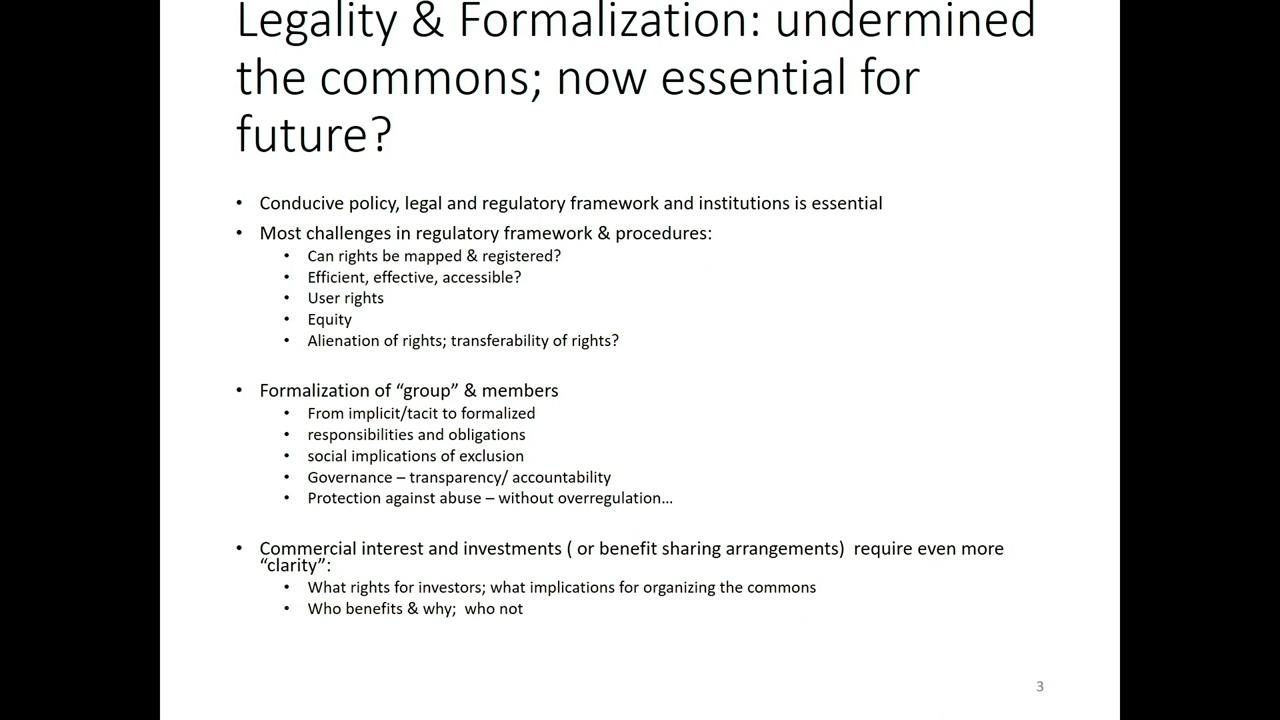 Legality & Formalization: undermined
the commons; now essential for
future?
• Conducive policy, legal and regulatory framework and institutions is essential
• Most challenges in regulatory framework & procedures:
• Can rights be mapped & registered?
• Efficient, effective, accessible?
• User rights
• Equity
• Alienation of rights; transferability of rights?
• Formalization of “group” & members
• From implicit/tacit to formalized
• responsibilities and obligations
• social implications of exclusion
• Governance – transparency/ accountability
• Protection against abuse – without overregulation…
• Commercial interest and investments ( or benefit sharing arrangements)  require even more
“clarity”:
• What rights for investors; what implications for organizing the commons
• Who benefits & why;  who not
3